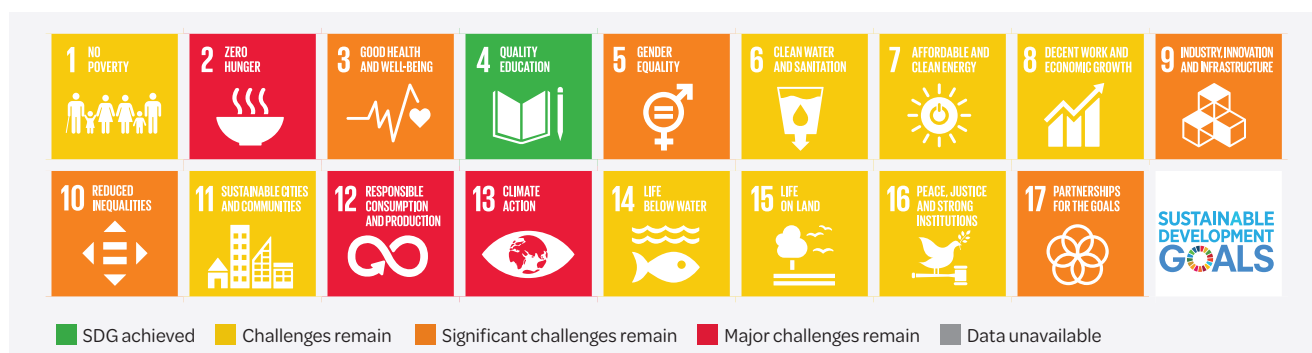 1 NO
POVERTY
2 ZERO
HUNGER
3 GOOD HEALTH
AND WELL-BEING
4 QUALITY
EDUCATION
5 GENDER
EQUALITY
6 CLEAN WATER
AND SANITATION
7 AFFORDABLE AND
CLEAN ENERGY
8 DECENT WORK AND
ECONOMIC GROWTH
9 INDUSTRY, INNOVATION
AND INFRASTRUCTURE
10 REDUCED
INEQUALITIES
11 SUSTAINABLE CITIES
AND COMMUNITIES
12 RESPONSIBLE
CONSUMPTION
AND PRODUCTION
13 CLIMATE
ACTION
14 LIFE
BELOW WATER
15 LIFE
ON LAND
16 PEACE, JUSTICE
AND STRONG
INSTITUTIONS
17 PARTNERSHIPS
FOR THE GOALS
SUSTAINABLE
DEVELOPMENT
GOALS
SDG achieved
Challenges remain
Significant challenges remain
Major challenges remain
Data unavailable